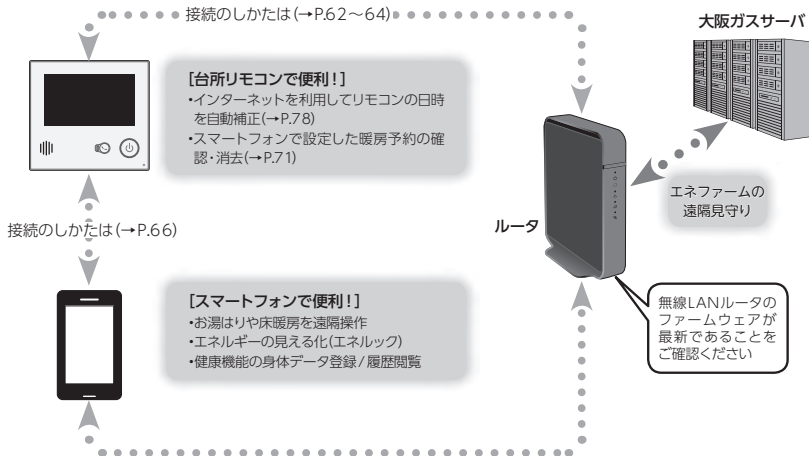 接続のしかたは(→P.62～64)
大阪ガスサーバ
[台所リモコンで便利！]
・インターネットを利用してリモコンの日時
を自動補正(→P.78)
・スマートフォンで設定した暖房予約の確
認・消去(→P.71)
エネファームの
遠隔見守り
ルータ
接続のしかたは(→P.66)
[スマートフォンで便利！]
・お湯はりや床暖房を遠隔操作
・エネルギーの見える化(エネルック)
・健康機能の身体データ登録/履歴閲覧
無線LANルータの
ファームウェアが
最新であることを
ご確認ください